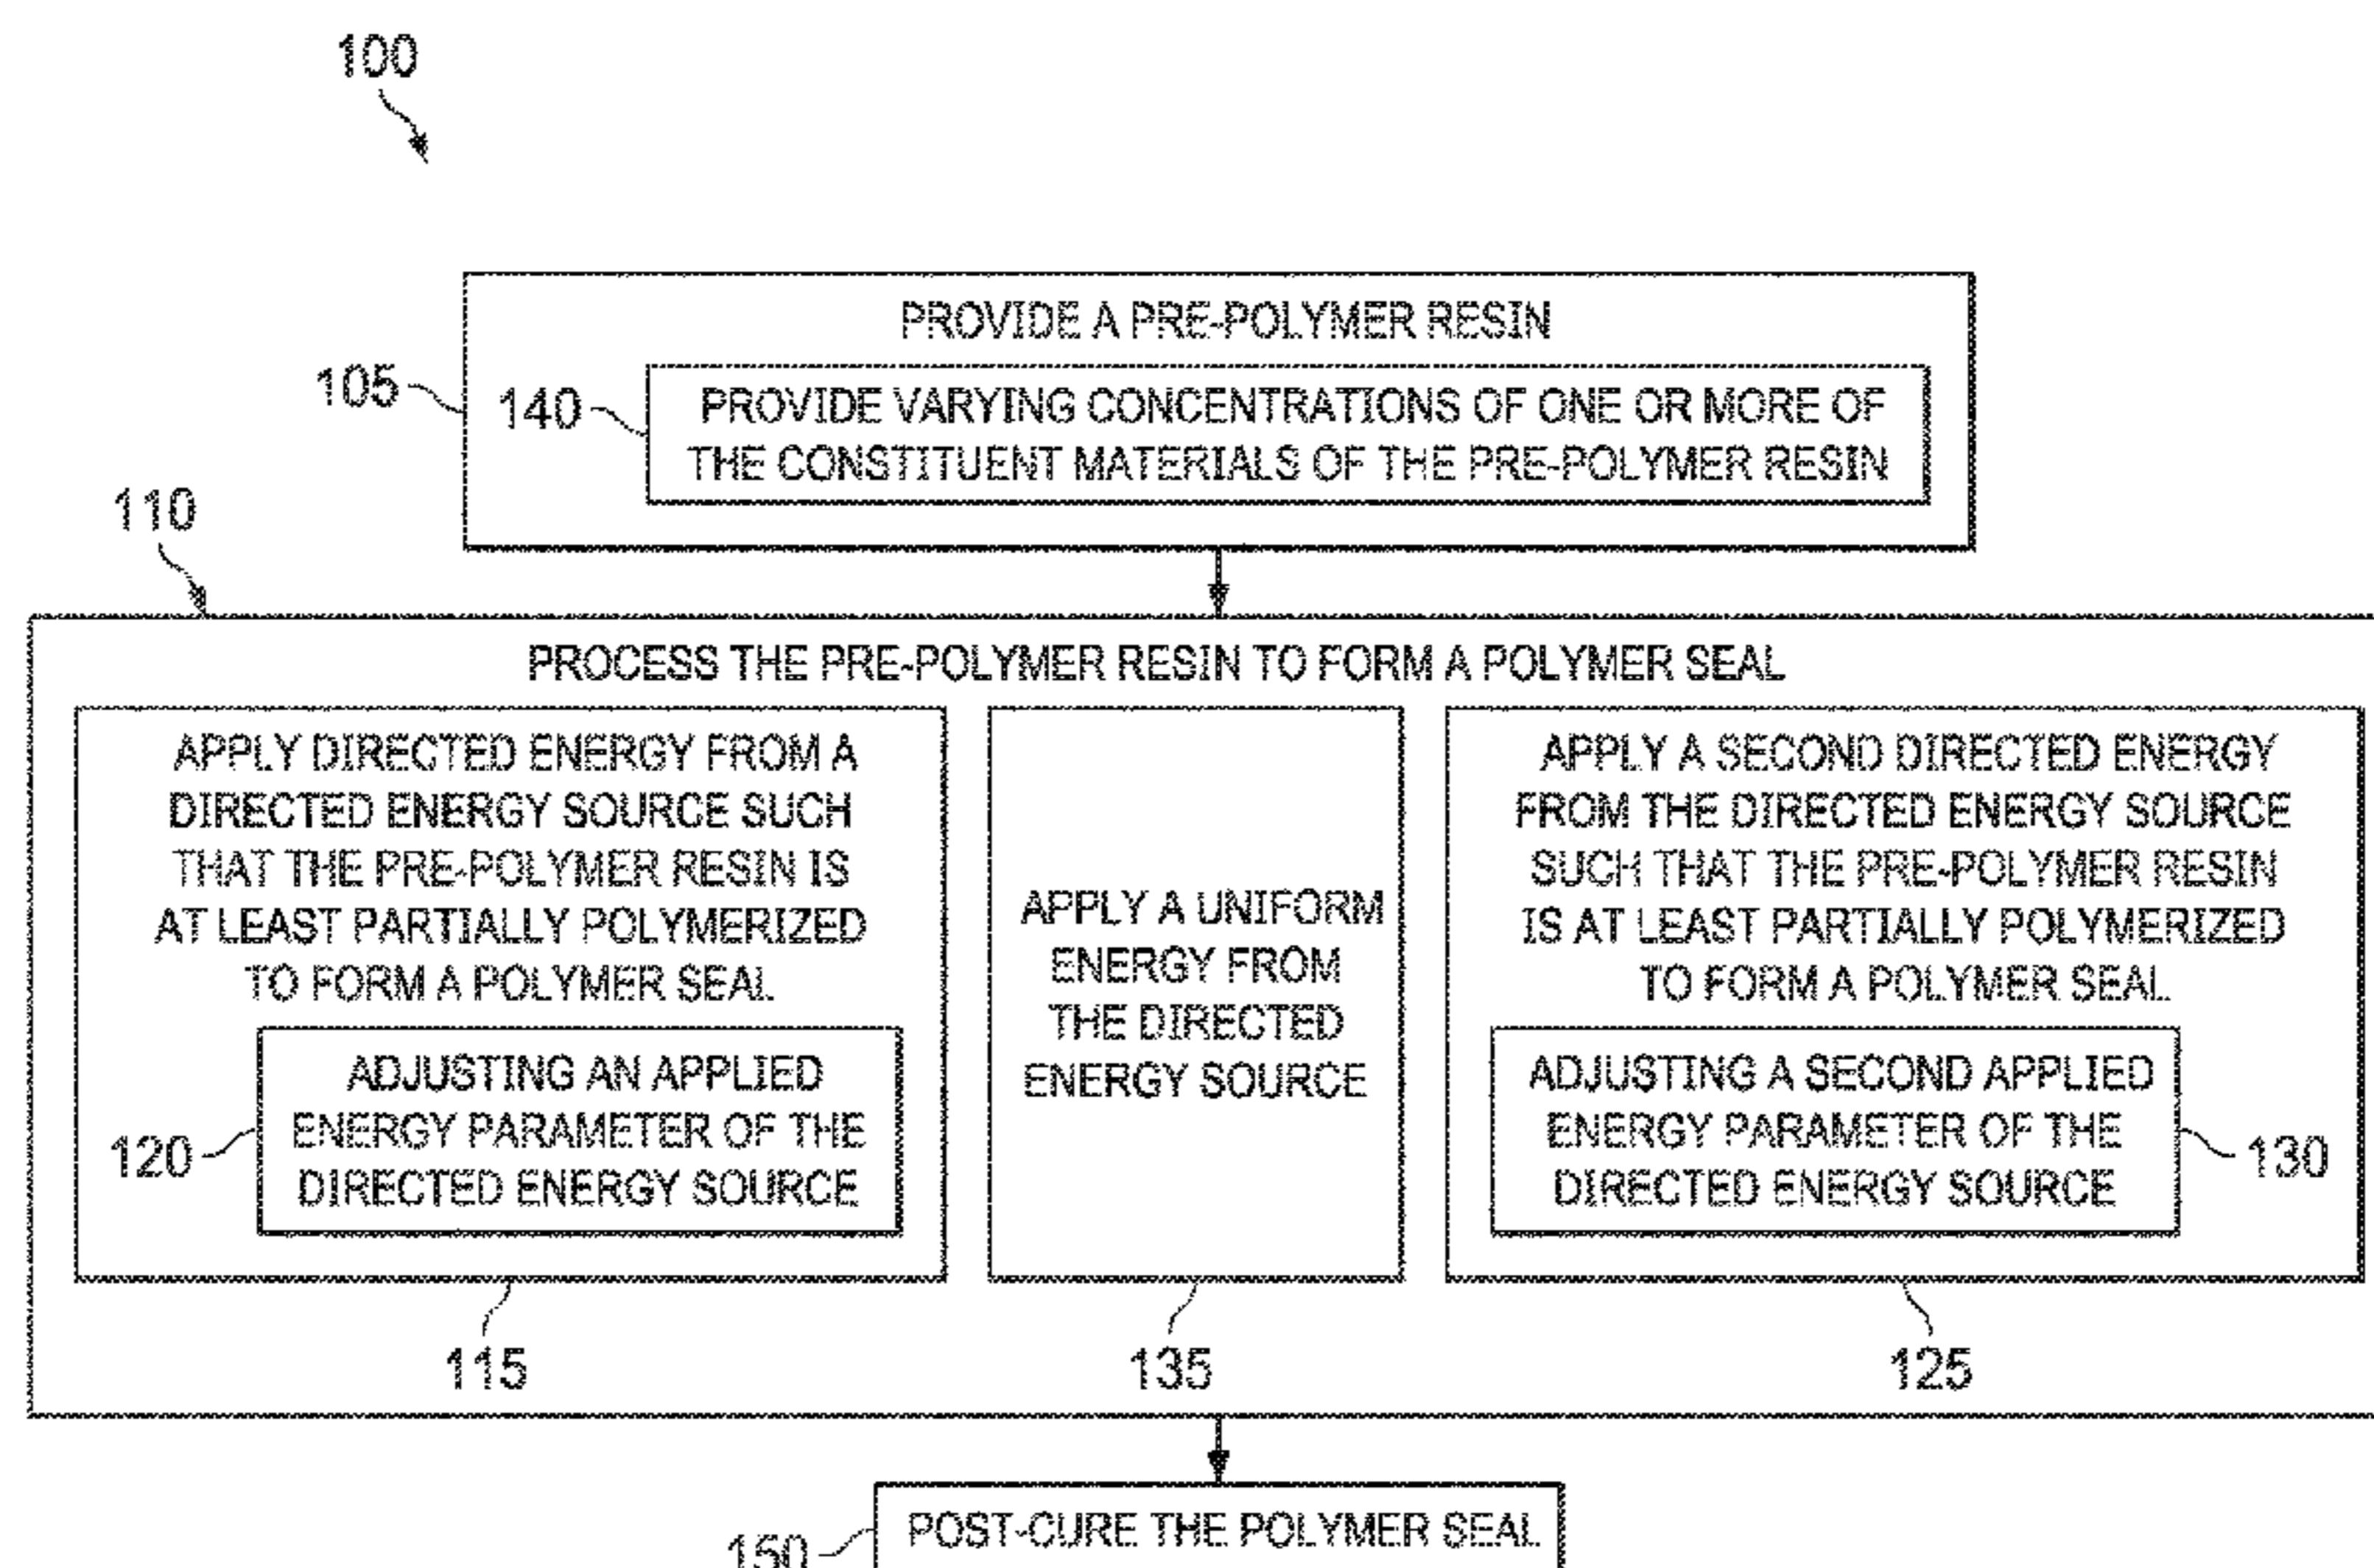 100
PROVIDE A PRE-POLYMER RESIN
105
140
PROVIDE VARYING CONCENTRATIONS OF ONE OR MORE OF
THE CONSTITUENT MATERIALS OF THE PRE-POLYMER RESIN
110
PROCESS THE PRE-POLYMER RESIN TO FORM A POLYMER SEAL
APPLY DIRECTED ENERGY FROM A
DIRECTED ENERGY SOURCE SUCH
THAT THE PRE-POLYMER RESIN IS
AT LEAST PARTIALLY POLYMERIZED
TO FORM A POLYMER SEAL
120
ADJUSTING AN APPLIED
ENERGY PARAMETER OF THE
DIRECTED ENERGY SOURCE
115
APPLY A UNIFORM
ENERGY FROM
THE DIRECTED
ENERGY SOURCE
135
APPLY A SECOND DIRECTED ENERGY
FROM THE DIRECTED ENERGY SOURCE
SUCH THAT THE PRE-POLYMER RESIN
IS AT LEAST PARTIALLY POLYMERIZED
TO FORM A POLYMER SEAL
ADJUSTING A SECOND APPLIED
ENERGY PARAMETER OF THE
DIRECTED ENERGY SOURCE
130
125
150
POST-CURE THE POLYMER SEAL